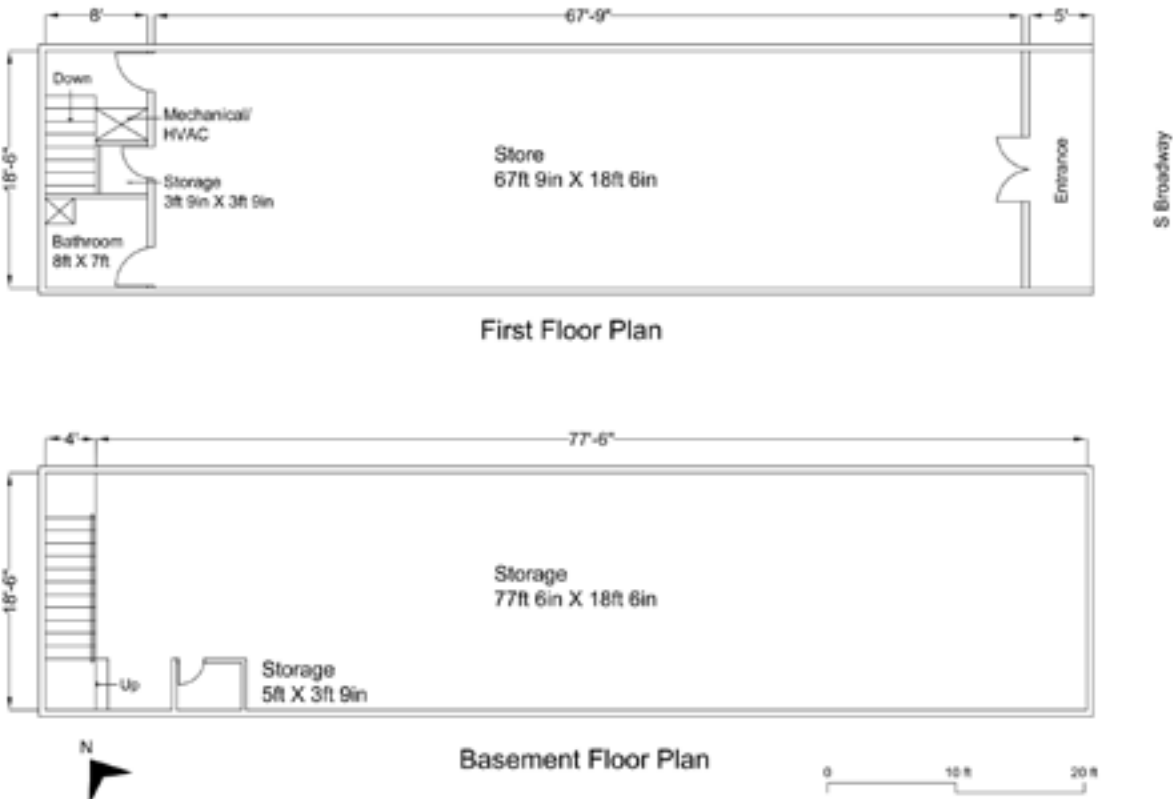 8'
67'-9"
5'
Down
Mechanical/
HVAC
18'-6"
Storage
3ft 9in X 3ft 9in
Bathroom
8ft X 7ft
Store
67ft 9in X 18ft 6in
Entrance
S Broadway
First Floor Plan
4'
77'-6"
18'-6"
Storage
77ft 6in X 18ft 6in
Storage
5ft X 3ft 9in
Up
N
Basement Floor Plan
0
10 ft
20 ft